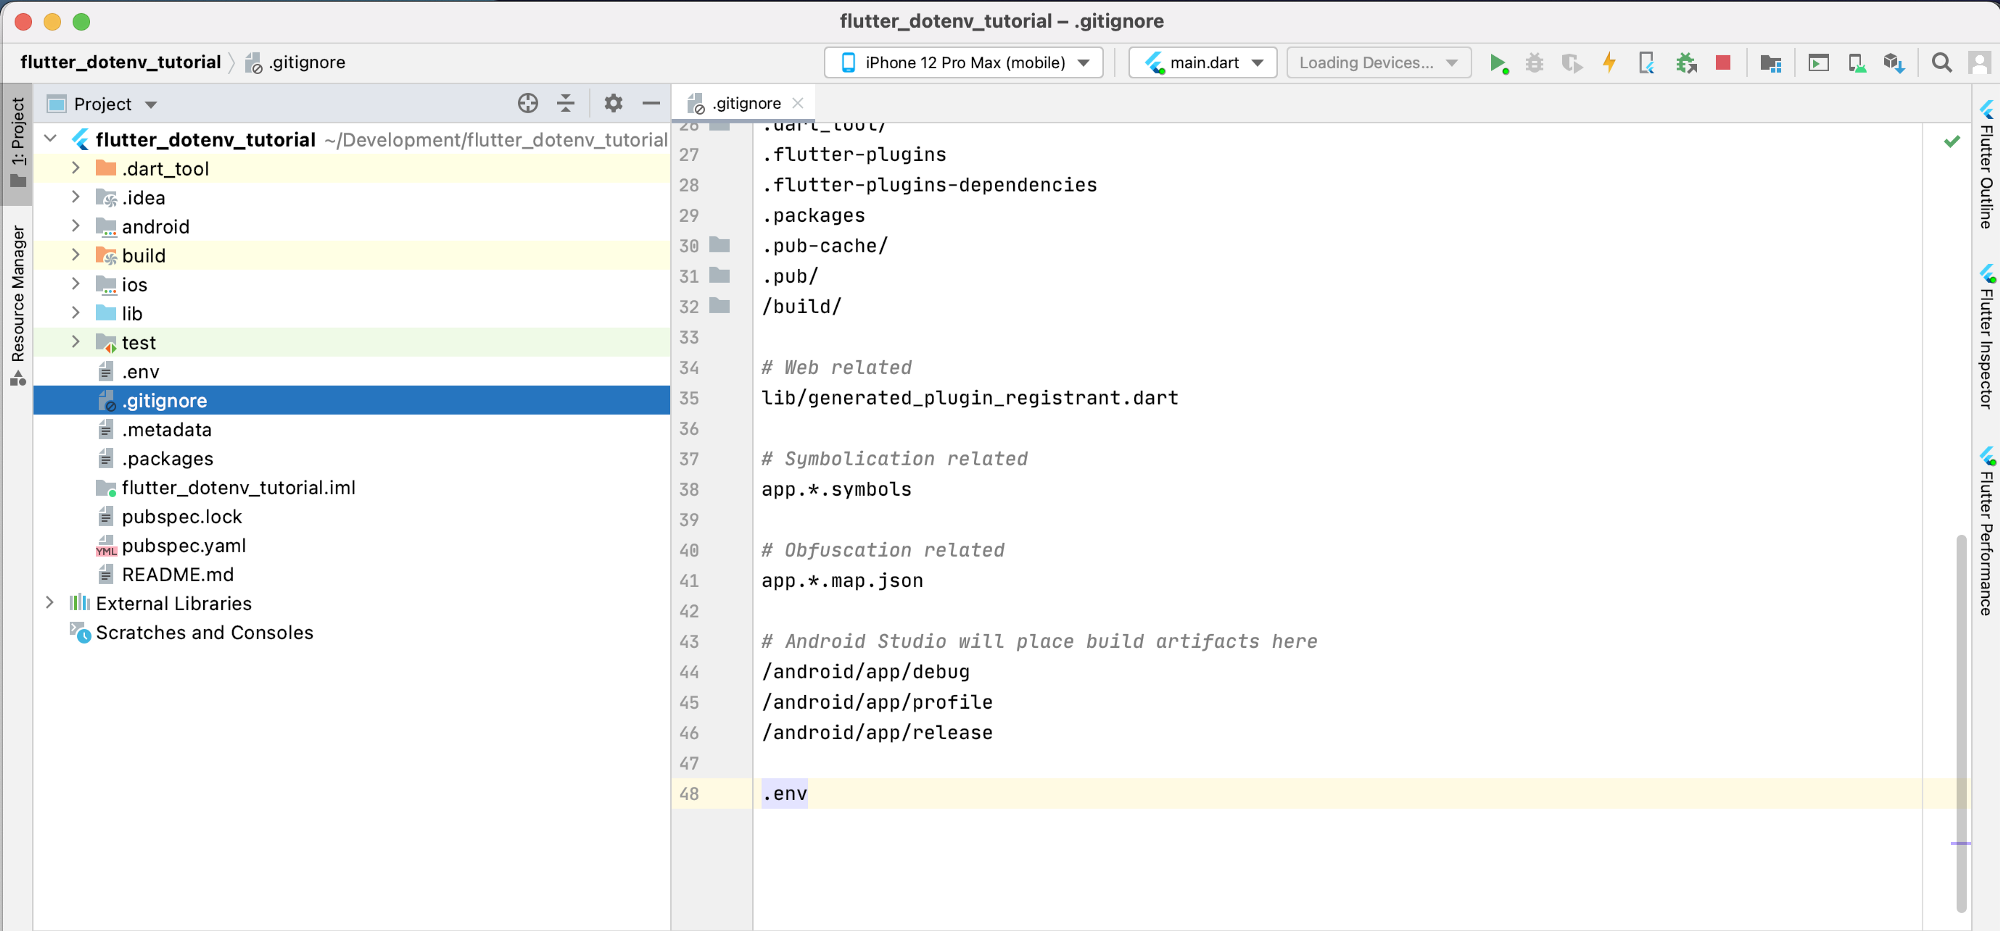 flutter_dotenv_tutorial – .gitignore
flutter_dotenv_tutorial
.gitignore
iPhone 12 Pro Max (mobile)
main.dart
Loading Devices...
1: Project
Resource Manager
Project
flutter_dotenv_tutorial ~/Development/flutter_dotenv_tutorial
.dart_tool
.idea
android
build
ios
lib
test
.env
.gitignore
.metadata
.packages
flutter_dotenv_tutorial.iml
pubspec.lock
YML pubspec.yaml
README.md
External Libraries
Scratches and Consoles
.gitignore
26 .dart_tool/
27 .flutter-plugins
28 .flutter-plugins-dependencies
29 .packages
30 .pub-cache/
31 .pub/
32 /build/
33
34 # Web related
35 lib/generated_plugin_registrant.dart
36
37 # Symbolication related
38 app.*.symbols
39
40 # Obfuscation related
41 app.*.map.json
42
43 # Android Studio will place build artifacts here
44 /android/app/debug
45 /android/app/profile
46 /android/app/release
47
48 .env
Flutter Outline
Flutter Inspector
Flutter Performance